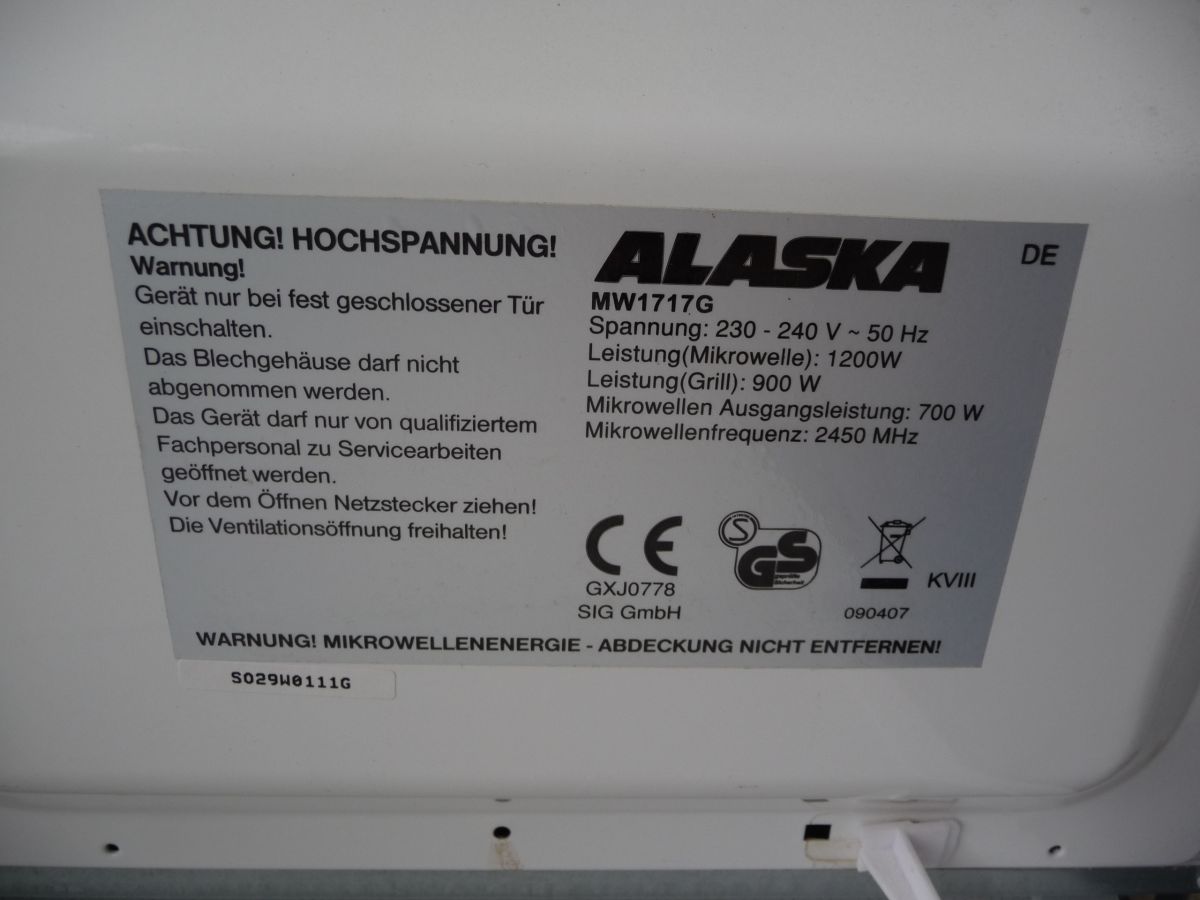 ACHTUNG! HOCHSPANNUNG!
Warnung!
Gerät nur bei fest geschlossener Tür
einschalten.
Das Blechgehäuse darf nicht
abgenommen werden.
Das Gerät darf nur von qualifiziertem
Fachpersonal zu Servicearbeiten
geöffnet werden.
Vor dem Öffnen Netzstecker ziehen!
Die Ventilationsöffnung freihalten!
ALASKA
DE
MW1717G
Spannung: 230 - 240 V ~ 50 Hz
Leistung(Mikrowelle): 1200W
Leistung(Grill): 900 W
Mikrowellen Ausgangsleistung: 700 W
Mikrowellenfrequenz: 2450 MHz
CE
GXJ0778
SIG GmbH
S
GS
geprüfte
Sicherheit
KVIII
090407
WARNUNG! MIKROWELLENENERGIE - ABDECKUNG NICHT ENTFERNEN!
S029W0111G